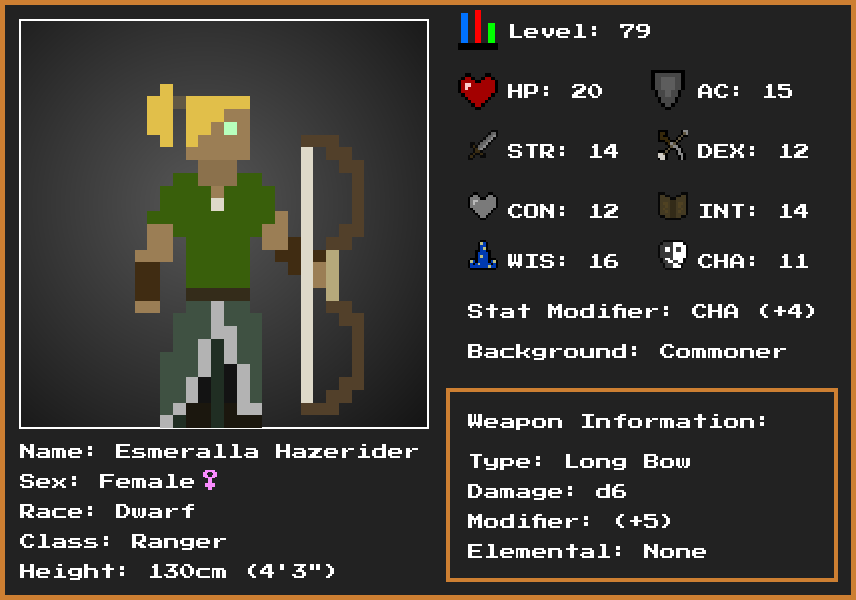 Level: 79
HP: 20 AC: 15
STR: 14 DEX: 12
CON: 12 INT: 14
WIS: 16 CHA: 11
Stat Modifier: CHA (+4)
Background: Commoner
Weapon Information:
Type: Long Bow
Damage: d6
Modifier: (+5)
Elemental: None
Name: Esmeralla Hazerider
Sex: Female♀
Race: Dwarf
Class: Ranger
Height: 130cm (4'3")